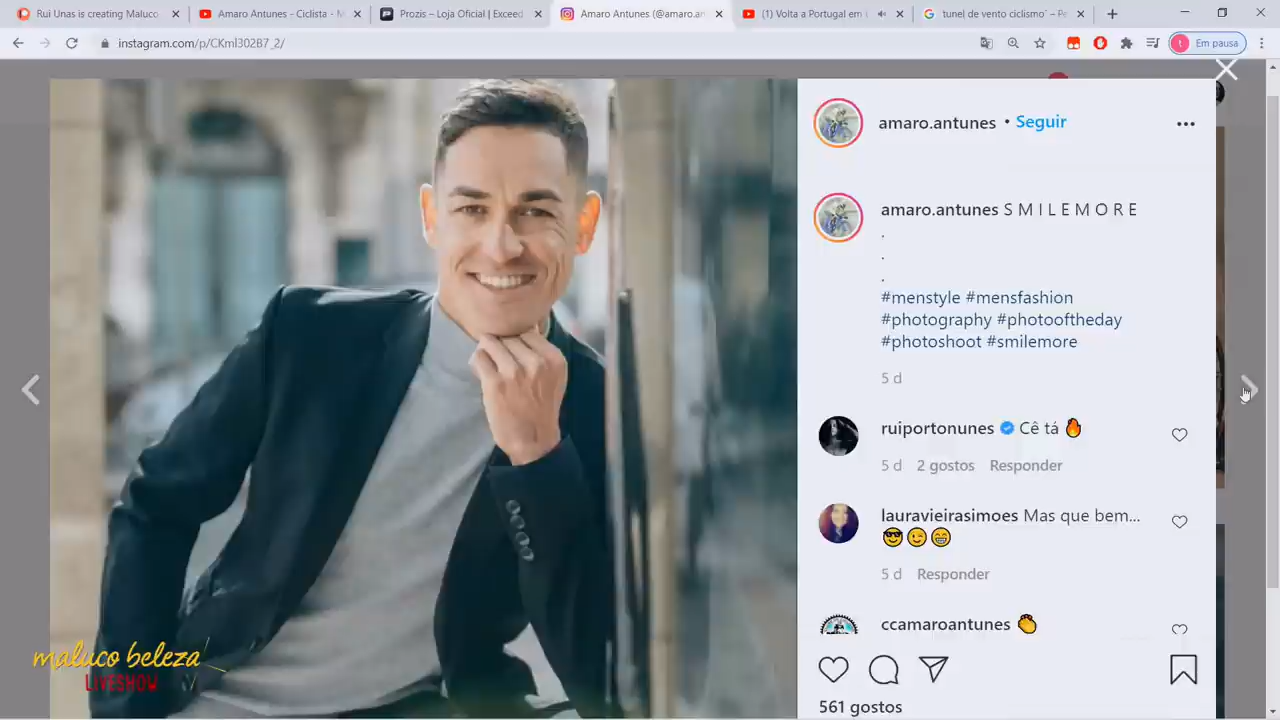 Rui Unas is creating Maluco
Amaro Antunes - Ciclista - M
Prozis – Loja Oficial | Exceed
Amaro Antunes (@amaro.an
(1) Volta a Portugal em
tunel de vento ciclismo` – Pe
instagram.com/p/CKml302B7_2/
t
Em pausa
amaro.antunes • Seguir
amaro.antunes S M I L E M O R E
.
.
.
#menstyle #mensfashion
#photography #photooftheday
#photoshoot #smilemore
5 d
ruiportonunes Cê tá 🔥
5 d 2 gostos Responder
lauravieirasimoes Mas que bem...
😎😉😁
5 d Responder
ccamaroantunes 👏
561 gostos
maluco beleza
LIVESHOW